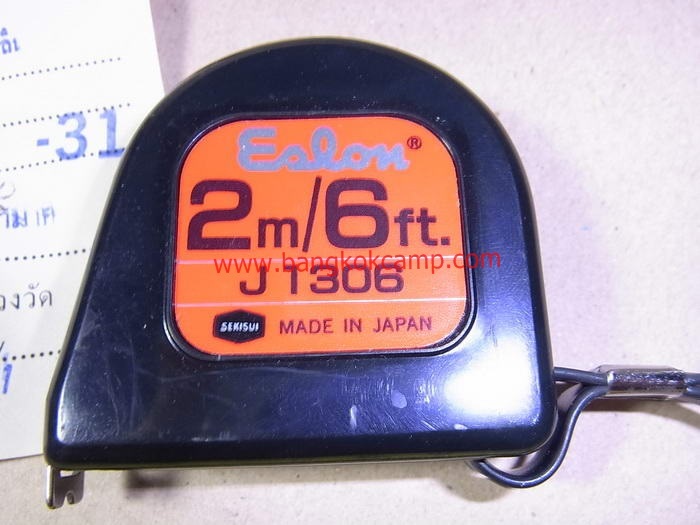 -31
Eslon®
2m/6ft.
www.bangkokcamp.com
J1306
SEKISUI
MADE IN JAPAN